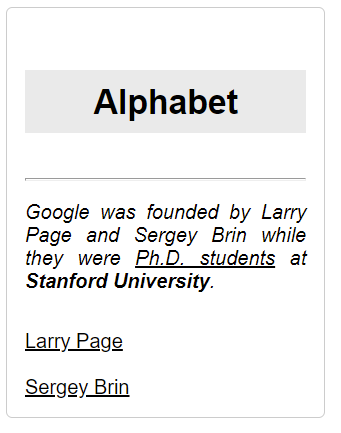 Alphabet
Google was founded by Larry
Page and Sergey Brin while
they were Ph.D. students at
Stanford University.
Larry Page
Sergey Brin